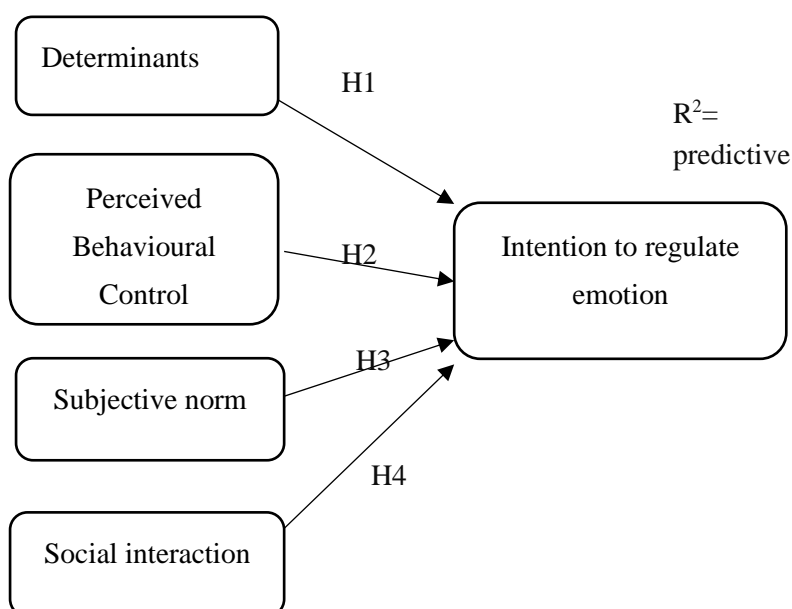 Determinants
H1
R²=
predictive
Perceived
Behavioural
Control
H2
Intention to regulate
emotion
Subjective norm
H3
Social interaction
H4